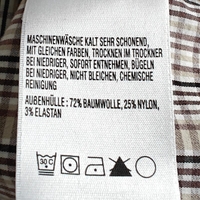 MASCHINENWÄSCHE KALT SEHR SCHONEND,
MIT GLEICHEN FARBEN, TROCKNEN IM TROCKNER
BEI NIEDRIGER, SOFORT ENTNEHMEN, BÜGELN
BEI NIEDRIGER, NICHT BLEICHEN, CHEMISCHE
REINIGUNG
AUßENHÜLLE : 72% BAUMWOLLE, 25% NYLON,
3% ELASTAN